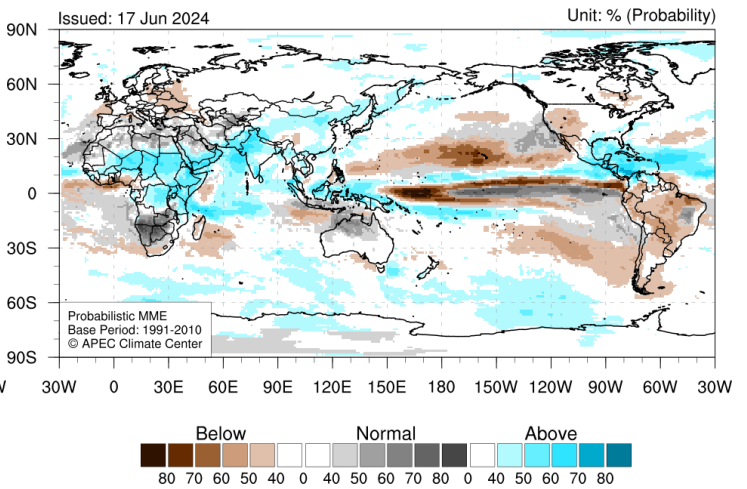 Issued: 17 Jun 2024
Unit: % (Probability)
90N
60N
30N
0
30S
60S
90S
Probabilistic MME
Base Period: 1991-2010
© APEC Climate Center
W 30W 0 30E 60E 90E 120E 150E 180 150W 120W 90W 60W 30W
Below Normal Above
80 70 60 50 40 0 40 50 60 70 80 0 40 50 60 70 80